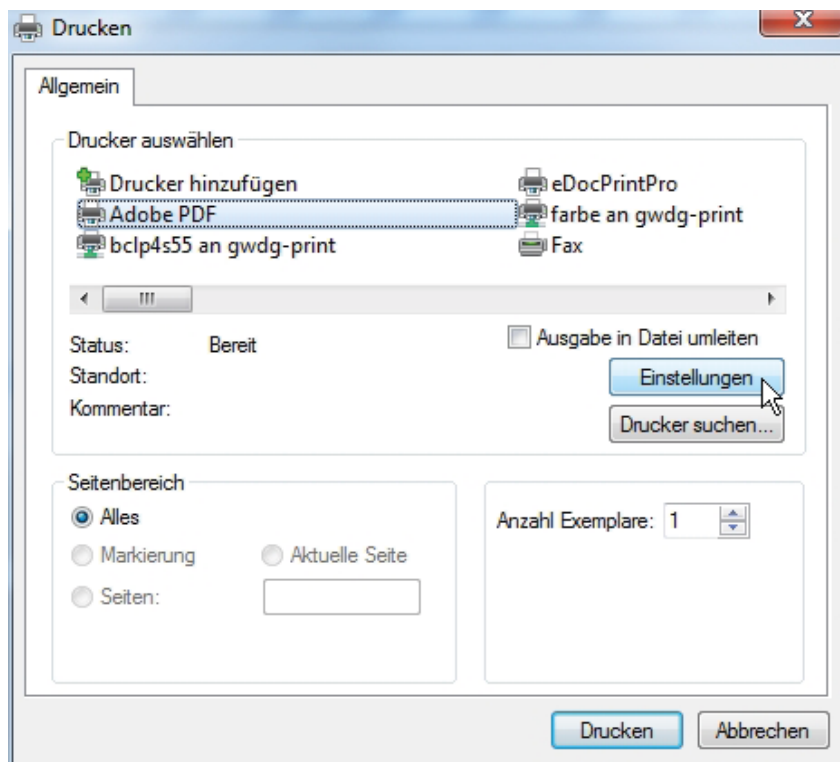 Drucken
X
Allgemein
Drucker auswählen
Drucker hinzufügen
Adobe PDF
bclp4s55 an gwdg-print
eDocPrintPro
farbe an gwdg-print
Fax
Status: Bereit
Standort:
Kommentar:
Ausgabe in Datei umleiten
Einstellungen
Drucker suchen...
Seitenbereich
Alles
Markierung
Aktuelle Seite
Seiten:
Anzahl Exemplare: 1
Drucken
Abbrechen